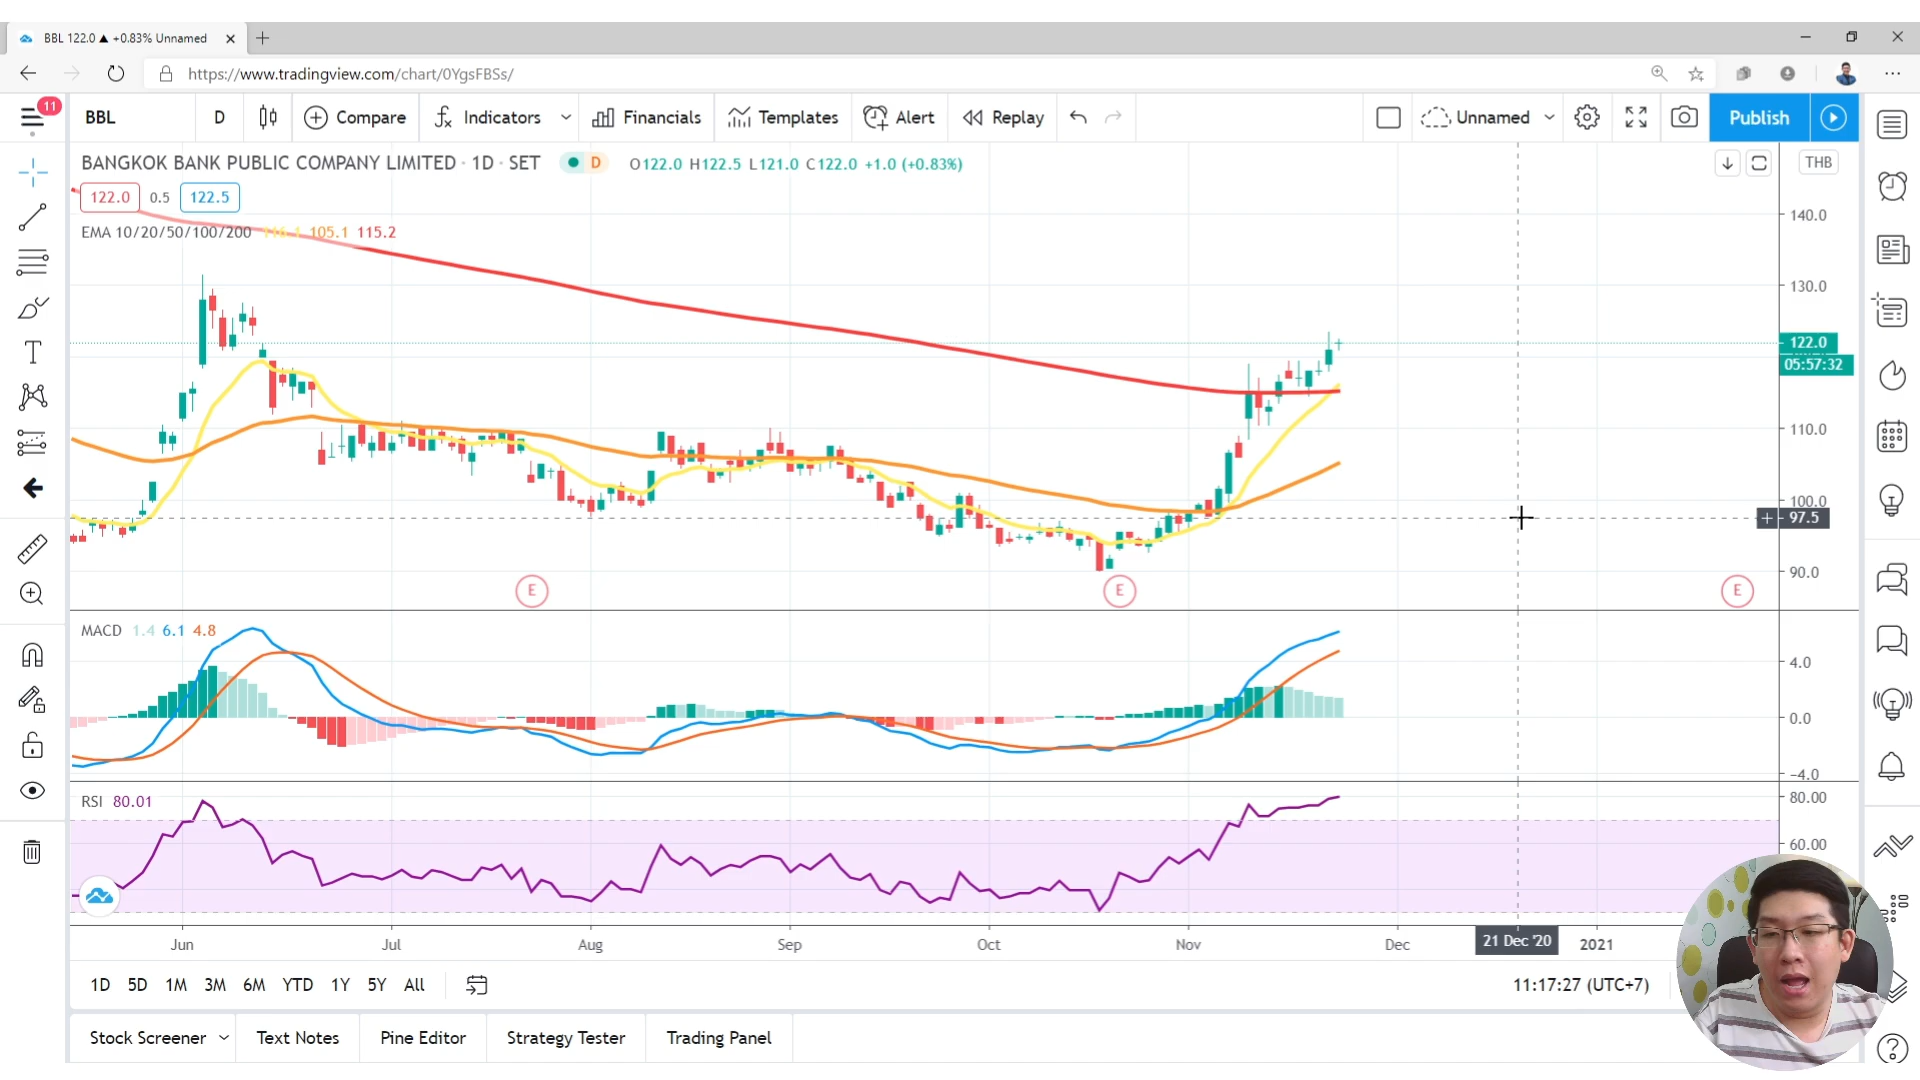 BBL 122.0 ▲ +0.83% Unnamed
https://www.tradingview.com/chart/0YgsFBSs/
11
BBL D Compare Indicators Financials Templates Alert Replay Unnamed Publish
BANGKOK BANK PUBLIC COMPANY LIMITED · 1D · SET D O122.0 H122.5 L121.0 C122.0 +1.0 (+0.83%) THB
122.0 0.5 122.5
EMA 10/20/50/100/200 116.1 105.1 115.2
140.0
130.0
122.0
05:57:32
110.0
100.0
97.5
90.0
E E E
MACD 1.4 6.1 4.8
4.0
0.0
−4.0
RSI 80.01
80.00
60.00
Jun Jul Aug Sep Oct Nov Dec 21 Dec '20 2021
1D 5D 1M 3M 6M YTD 1Y 5Y All 11:17:27 (UTC+7)
Stock Screener Text Notes Pine Editor Strategy Tester Trading Panel